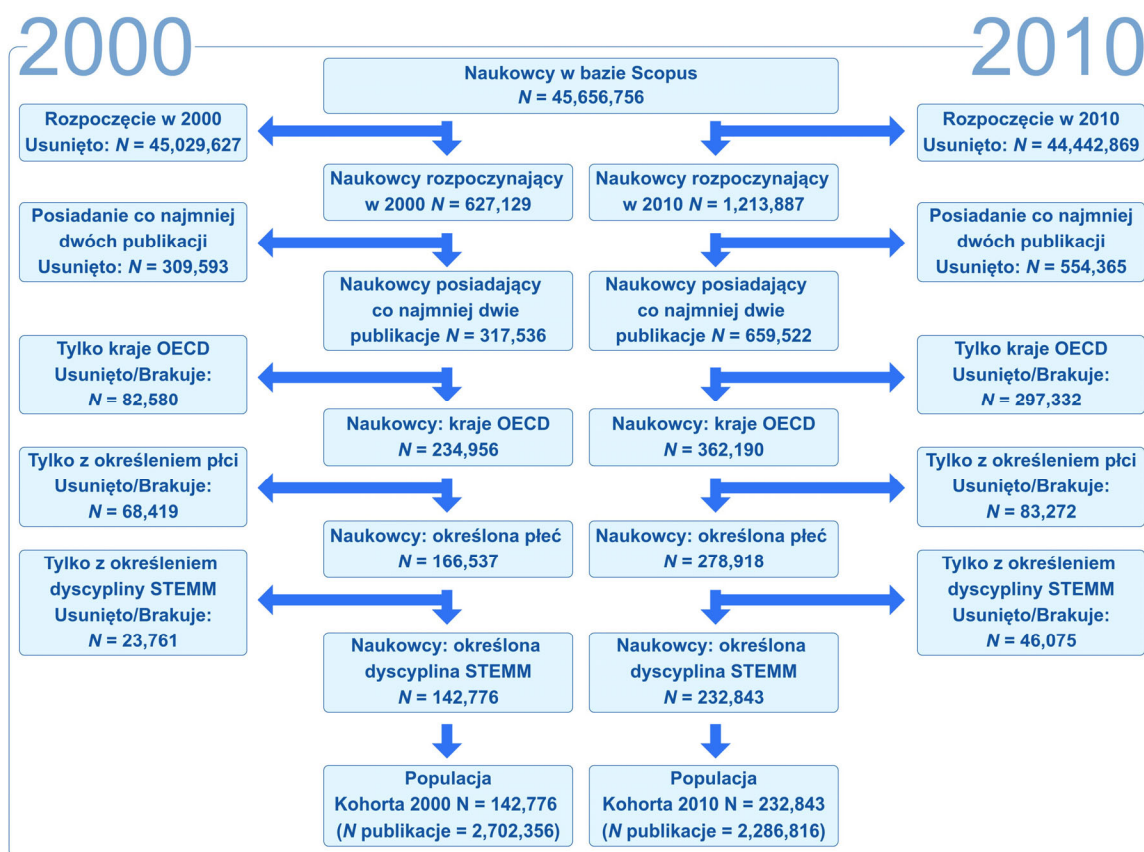 2000
2010
Naukowcy w bazie Scopus
N = 45,656,756
Rozpoczęcie w 2000
Usunięto: N = 45,029,627
Rozpoczęcie w 2010
Usunięto: N = 44,442,869
Naukowcy rozpoczynający
w 2000 N = 627,129
Naukowcy rozpoczynający
w 2010 N = 1,213,887
Posiadanie co najmniej
dwóch publikacji
Usunięto: N = 309,593
Posiadanie co najmniej
dwóch publikacji
Usunięto: N = 554,365
Naukowcy posiadający
co najmniej dwie
publikacje N = 317,536
Naukowcy posiadający
co najmniej dwie
publikacje N = 659,522
Tylko kraje OECD
Usunięto/Brakuje:
N = 82,580
Tylko kraje OECD
Usunięto/Brakuje:
N = 297,332
Naukowcy: kraje OECD
N = 234,956
Naukowcy: kraje OECD
N = 362,190
Tylko z określeniem płci
Usunięto/Brakuje:
N = 68,419
Tylko z określeniem płci
Usunięto/Brakuje:
N = 83,272
Naukowcy: określona płeć
N = 166,537
Naukowcy: określona płeć
N = 278,918
Tylko z określeniem
dyscypliny STEMM
Usunięto/Brakuje:
N = 23,761
Tylko z określeniem
dyscypliny STEMM
Usunięto/Brakuje:
N = 46,075
Naukowcy: określona
dyscyplina STEMM
N = 142,776
Naukowcy: określona
dyscyplina STEMM
N = 232,843
Populacja
Kohorta 2000 N = 142,776
(N publikacje = 2,702,356)
Populacja
Kohorta 2010 N = 232,843
(N publikacje = 2,286,816)